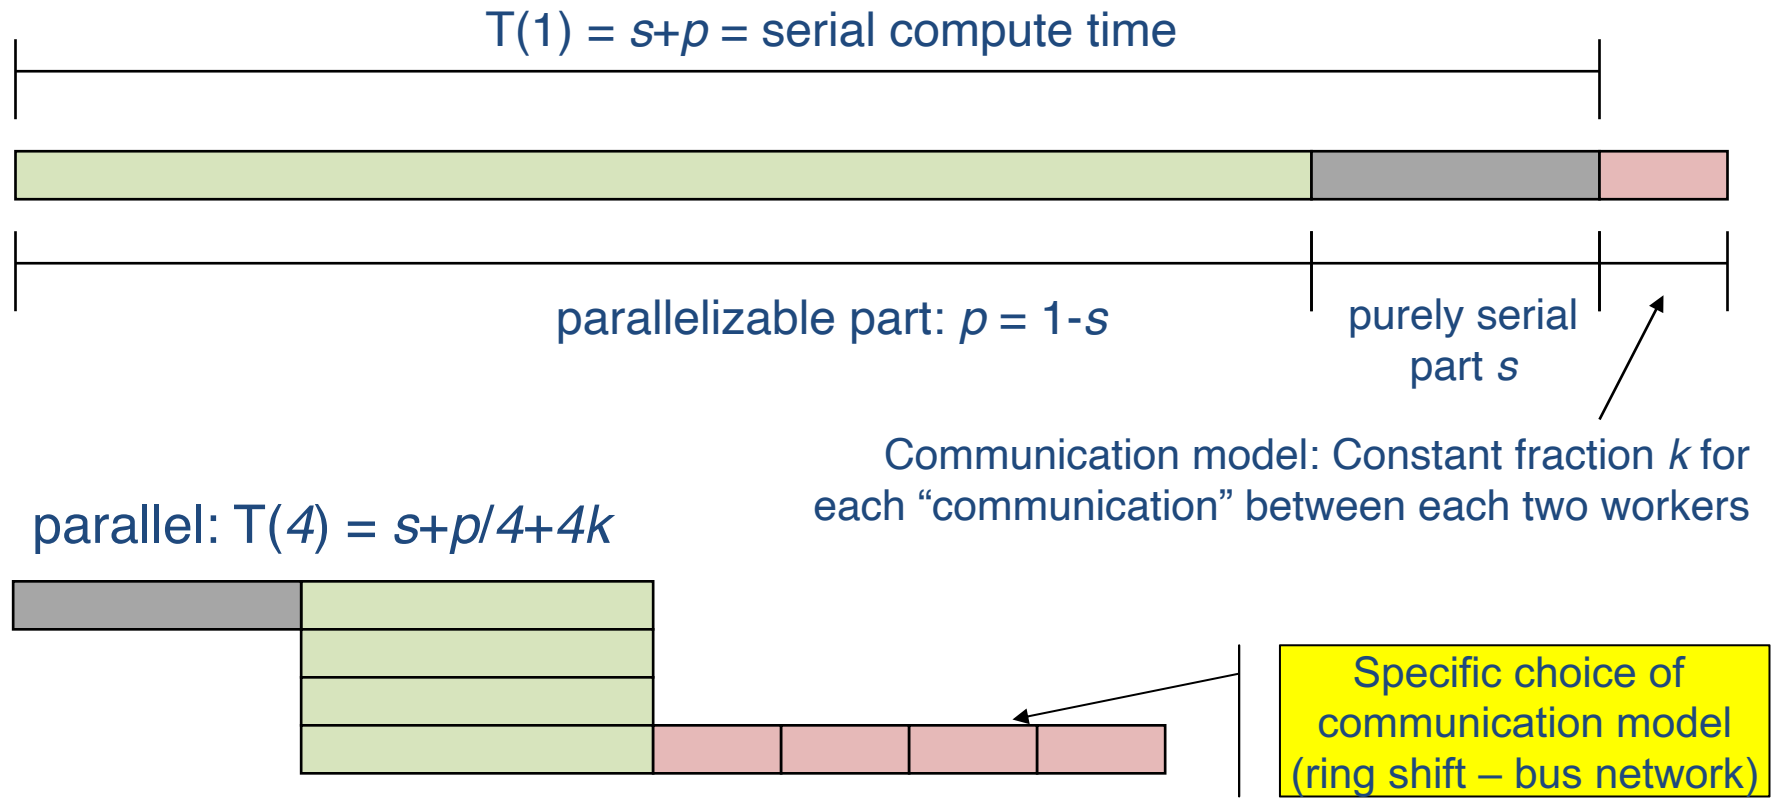 T(1) = s+p = serial compute time
parallelizable part: p = 1-s
purely serial
part s
Communication model: Constant fraction k for
each “communication” between each two workers
parallel: T(4) = s+p/4+4k
Specific choice of
communication model
(ring shift – bus network)